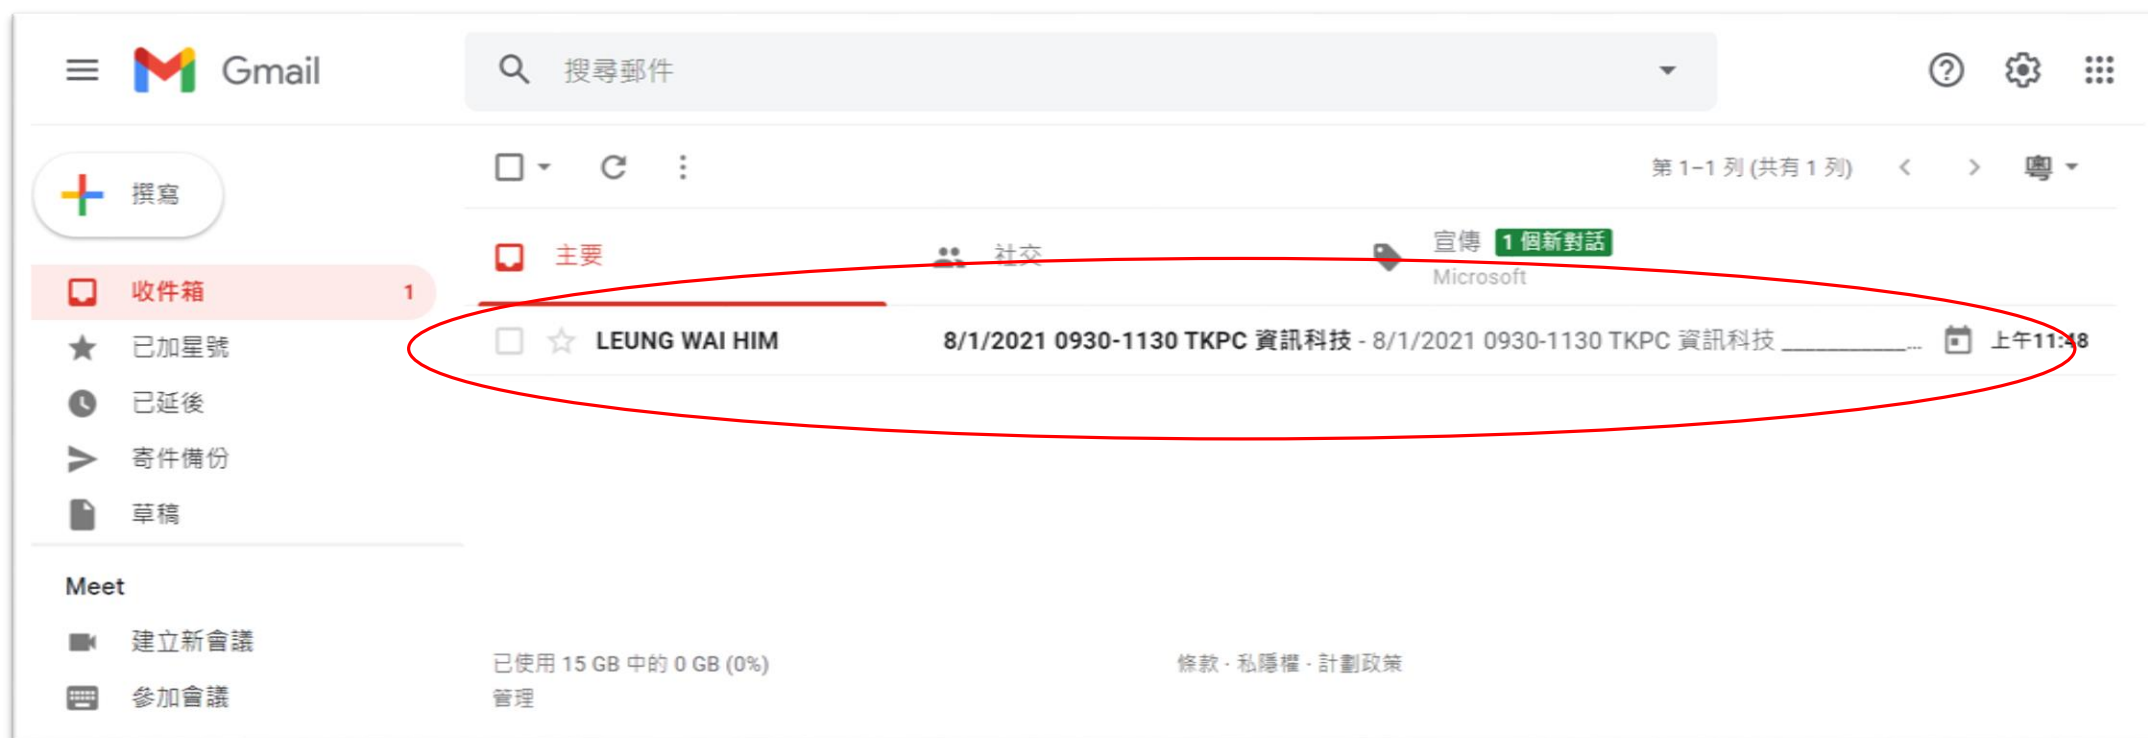 Gmail
搜尋郵件
撰寫
第 1–1 列 (共有 1 列)
粵
主要
社交
宣傳 1 個新對話
Microsoft
收件箱 1
LEUNG WAI HIM 8/1/2021 0930-1130 TKPC 資訊科技 - 8/1/2021 0930-1130 TKPC 資訊科技 ___________… 上午11:48
已加星號
已延後
寄件備份
草稿
Meet
建立新會議
參加會議
已使用 15 GB 中的 0 GB (0%)
管理
條款 · 私隱權 · 計劃政策